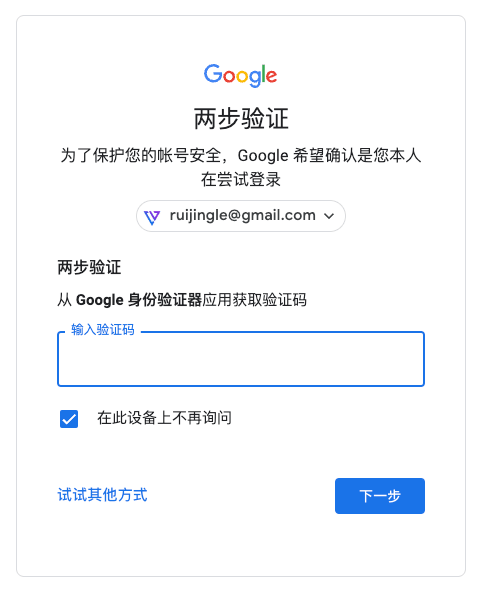 Google
两步验证
为了保护您的帐号安全，Google 希望确认是您本人
在尝试登录
ruijingle@gmail.com
两步验证
从 Google 身份验证器应用获取验证码
输入验证码
在此设备上不再询问
试试其他方式
下一步